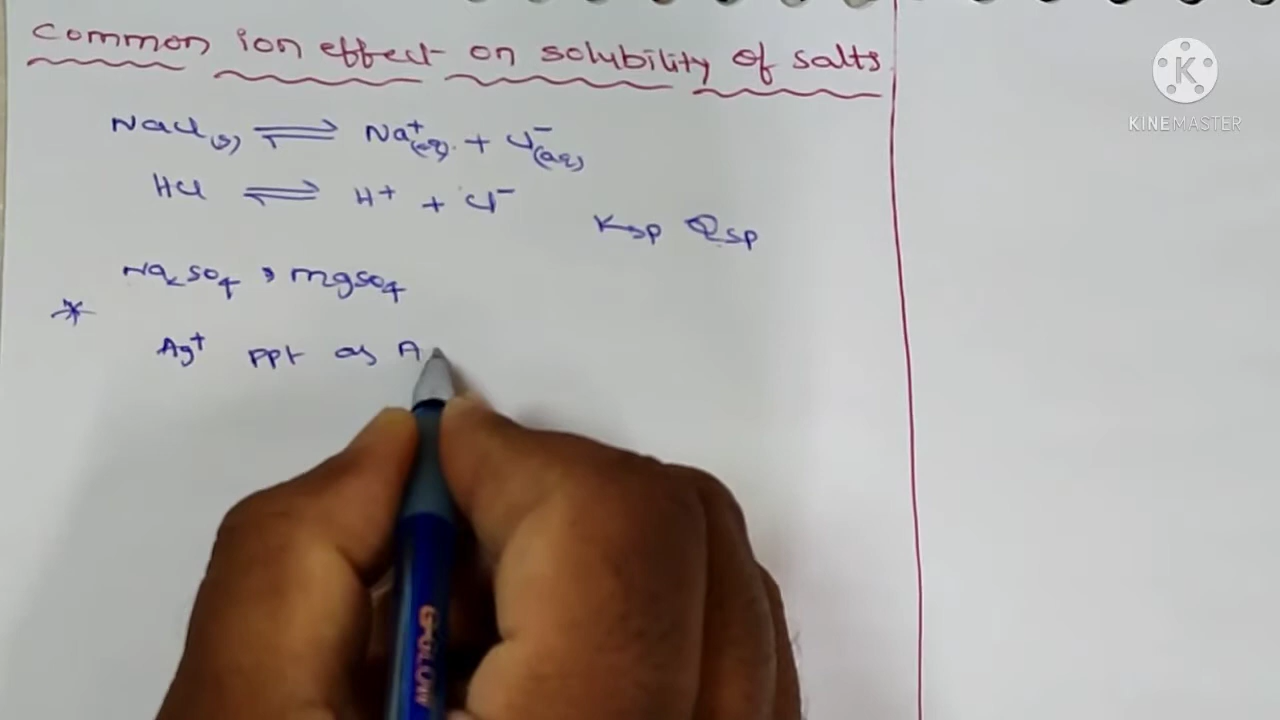 Common ion effect on solubility of salts
NaCl(s) ⇌ Na⁺(aq) + Cl⁻(aq)
HCl ⇌ H⁺ + Cl⁻
Ksp Qsp
Na₂SO₄, MgSO₄
*
Ag⁺ ppt as A
KINEMASTER
K